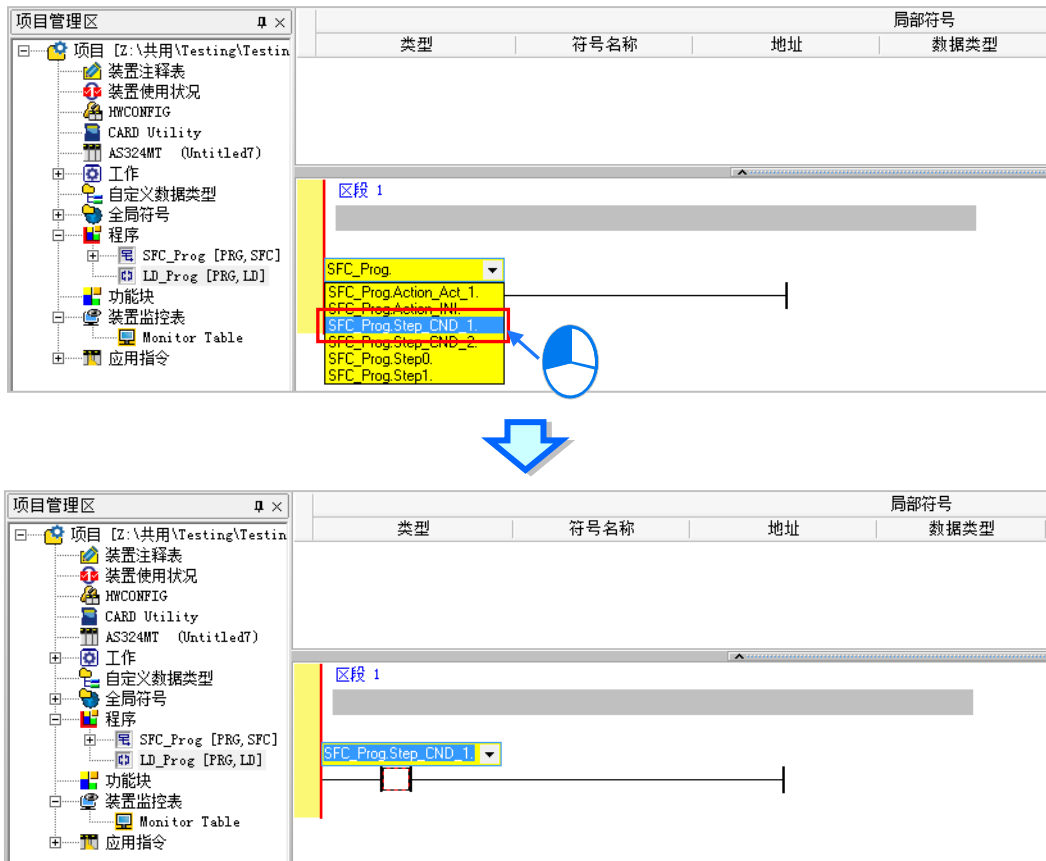 项目管理区
局部符号
类型 符号名称 地址 数据类型
项目 [Z:\共用\Testing\Testin
装置注释表
装置使用状况
HWCONFIG
CARD Utility
AS324MT (Untitled7)
工作
自定义数据类型
全局符号
程序
SFC_Prog [PRG,SFC]
LD_Prog [PRG,LD]
功能块
装置监控表
Monitor Table
应用指令
区段 1
SFC_Prog.
SFC_Prog.Action_Act_1.
SFC_Prog.Action_INI.
SFC_Prog.Step_CND_1.
SFC_Prog.Step_CND_2.
SFC_Prog.Step0.
SFC_Prog.Step1.
项目管理区
局部符号
类型 符号名称 地址 数据类型
项目 [Z:\共用\Testing\Testin
装置注释表
装置使用状况
HWCONFIG
CARD Utility
AS324MT (Untitled7)
工作
自定义数据类型
全局符号
程序
SFC_Prog [PRG,SFC]
LD_Prog [PRG,LD]
功能块
装置监控表
Monitor Table
应用指令
区段 1
SFC_Prog.Step_CND_1.